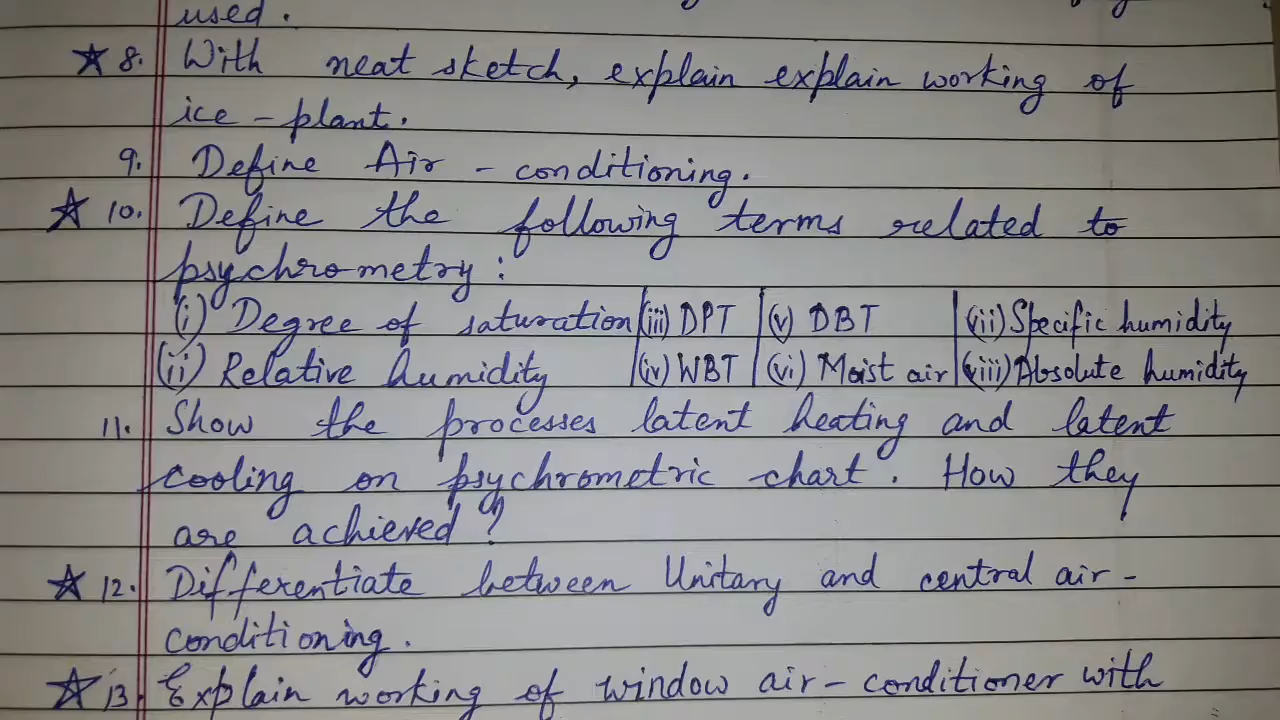 used.
★ 8. With neat sketch, explain explain working of
ice-plant.
9. Define Air-conditioning.
★ 10. Define the following terms related to
psychrometry:
(i) Degree of saturation (iii) DPT (v) DBT (vii) Specific humidity
(ii) Relative humidity (iv) WBT (vi) Moist air (viii) Absolute humidity
11. Show the processes latent heating and latent
cooling on psychrometric chart. How they
are achieved?
★ 12. Differentiate between Unitary and central air-
conditioning.
★ 13. Explain working of window air-conditioner with